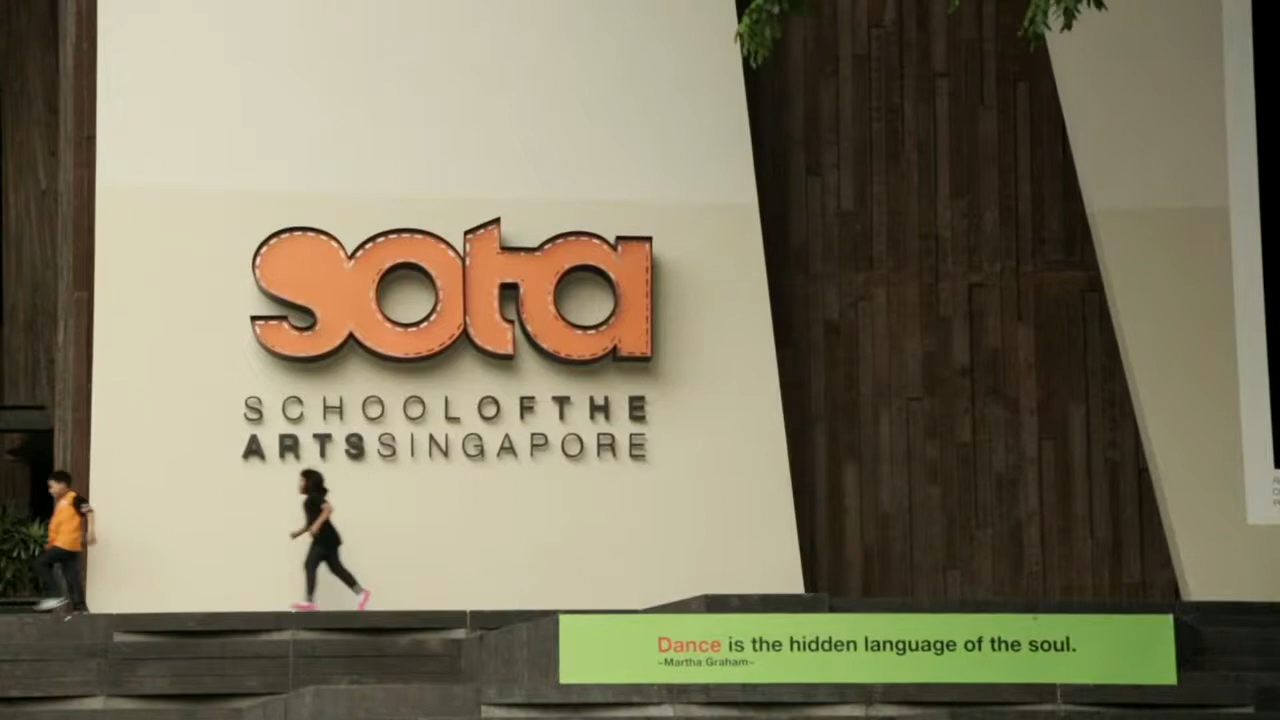 sota
SCHOOLOFTHE
ARTSSINGAPORE
Dance is the hidden language of the soul.
~Martha Graham~